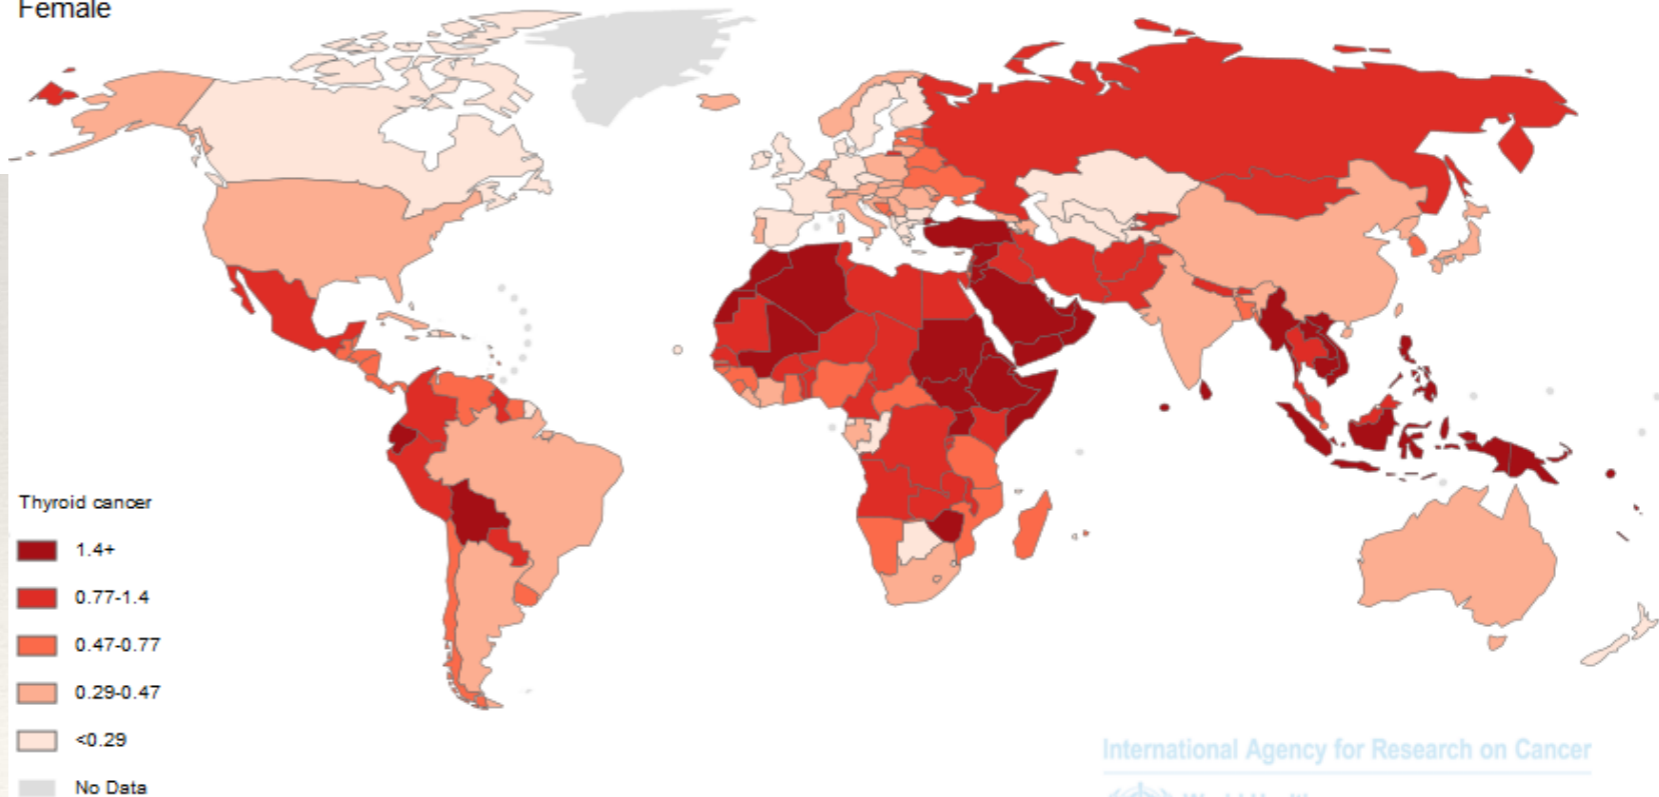 Female
Thyroid cancer
1.4+
0.77-1.4
0.47-0.77
0.29-0.47
<0.29
No Data
International Agency for Research on Cancer